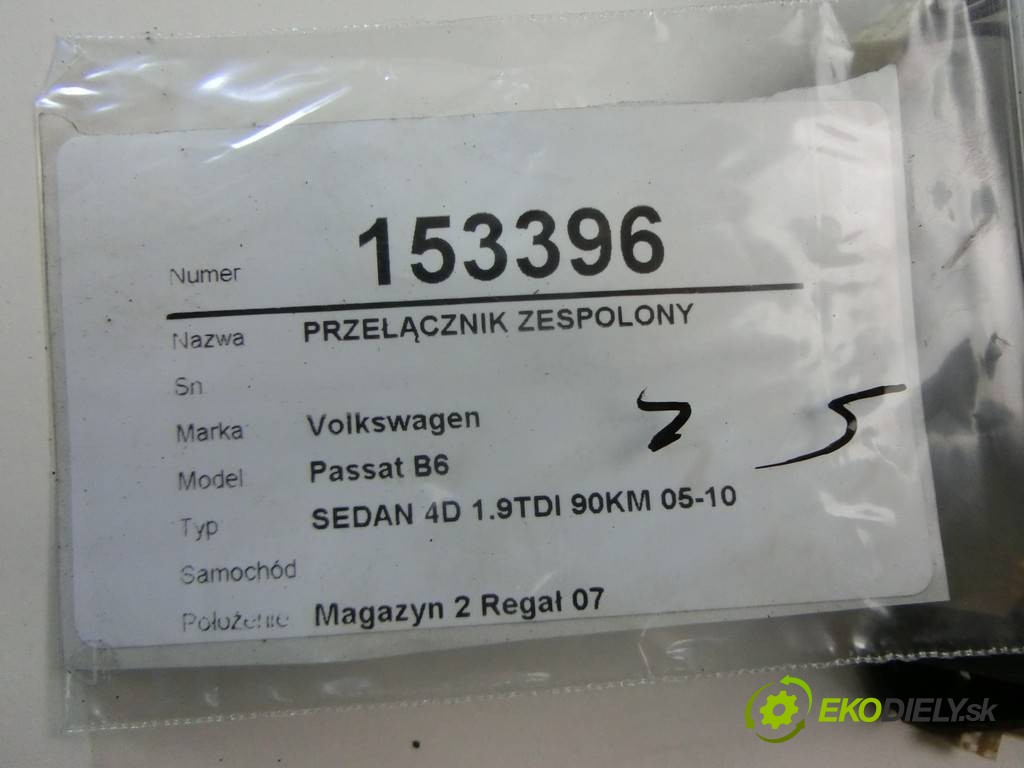 Numer 153396
Nazwa PRZEŁĄCZNIK ZESPOLONY
Sn
Marka Volkswagen
Model Passat B6
Typ SEDAN 4D 1.9TDI 90KM 05-10
Samochód
Położenie Magazyn 2 Regał 07
EKODIELY.sk